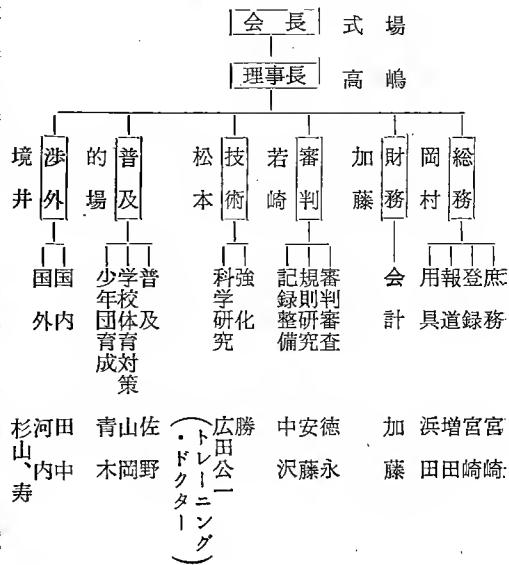 会長 式場
理事長 高嶋
総務 岡村
財務 加藤
審判 若崎
技術 松本
普及 的場
渉外 境井
庶務 宮崎
登録 宮崎
報道 増田
用具 浜田
会計 加藤
審判審査 徳永
規則研究 安藤
記録整備 中沢
強化 勝
科学研究 広田公一
(トレーニング・ドクター)
普及 佐野
学校体育対策 山岡
少年団育成 青木
国内 田中
国外 河内
杉山、寿